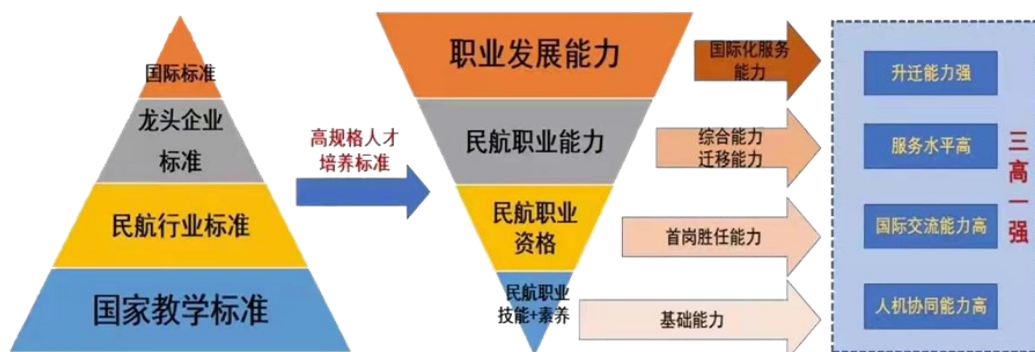 国际标准
龙头企业
标准
民航行业标准
国家教学标准
高规格人才
培养标准
职业发展能力
民航职业能力
民航职业
资格
民航职业
技能+素养
国际化服务
能力
综合能力
迁移能力
首岗胜任能力
基础能力
升迁能力强
服务水平高
国际交流能力高
人机协同能力高
三高一强